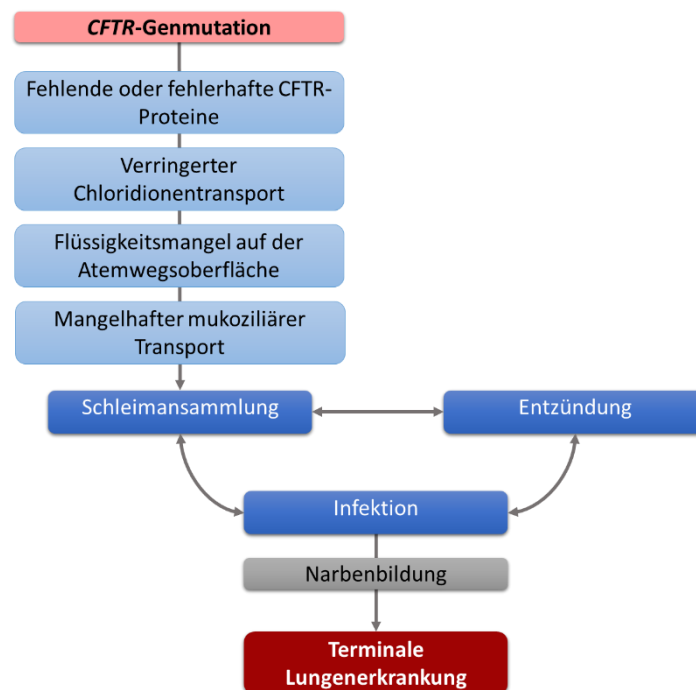 CFTR-Genmutation
Fehlende oder fehlerhafte CFTR-
Proteine
Verringerter
Chloridionentransport
Flüssigkeitsmangel auf der
Atemwegsoberfläche
Mangelhafter mukoziliärer
Transport
Schleimansammlung
Entzündung
Infektion
Narbenbildung
Terminale
Lungenerkrankung